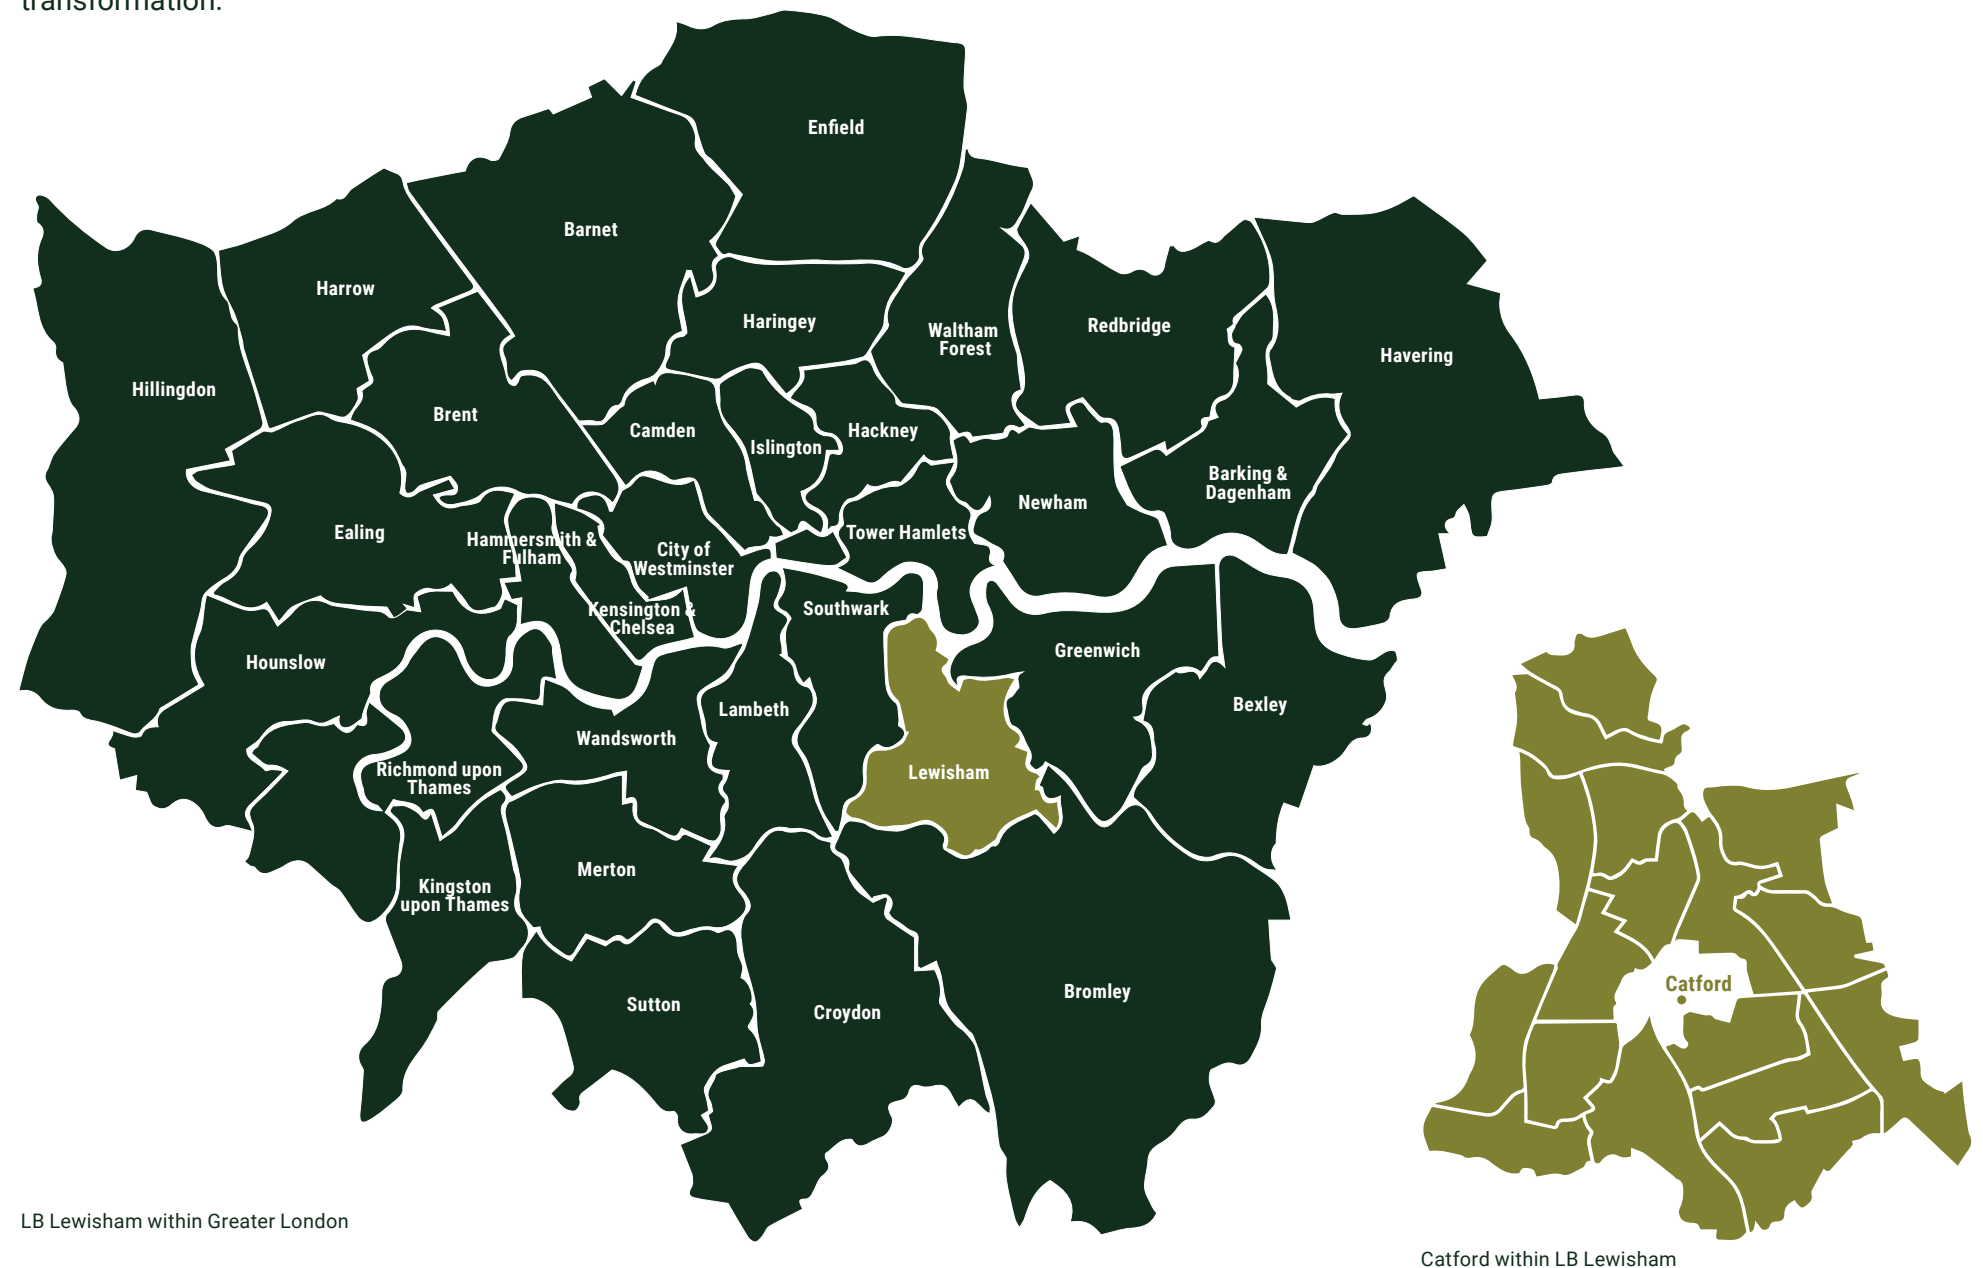 transformation.
Enfield
Barnet
Harrow
Haringey
Waltham
Forest
Redbridge
Havering
Hillingdon
Brent
Camden
Islington
Hackney
Newham
Barking &
Dagenham
Ealing
Hammersmith &
Fulham
City of
Westminster
Tower Hamlets
Kensington &
Chelsea
Southwark
Hounslow
Greenwich
Bexley
Lambeth
Wandsworth
Richmond upon
Thames
Lewisham
Merton
Kingston
upon Thames
Sutton
Croydon
Bromley
Catford
LB Lewisham within Greater London
Catford within LB Lewisham